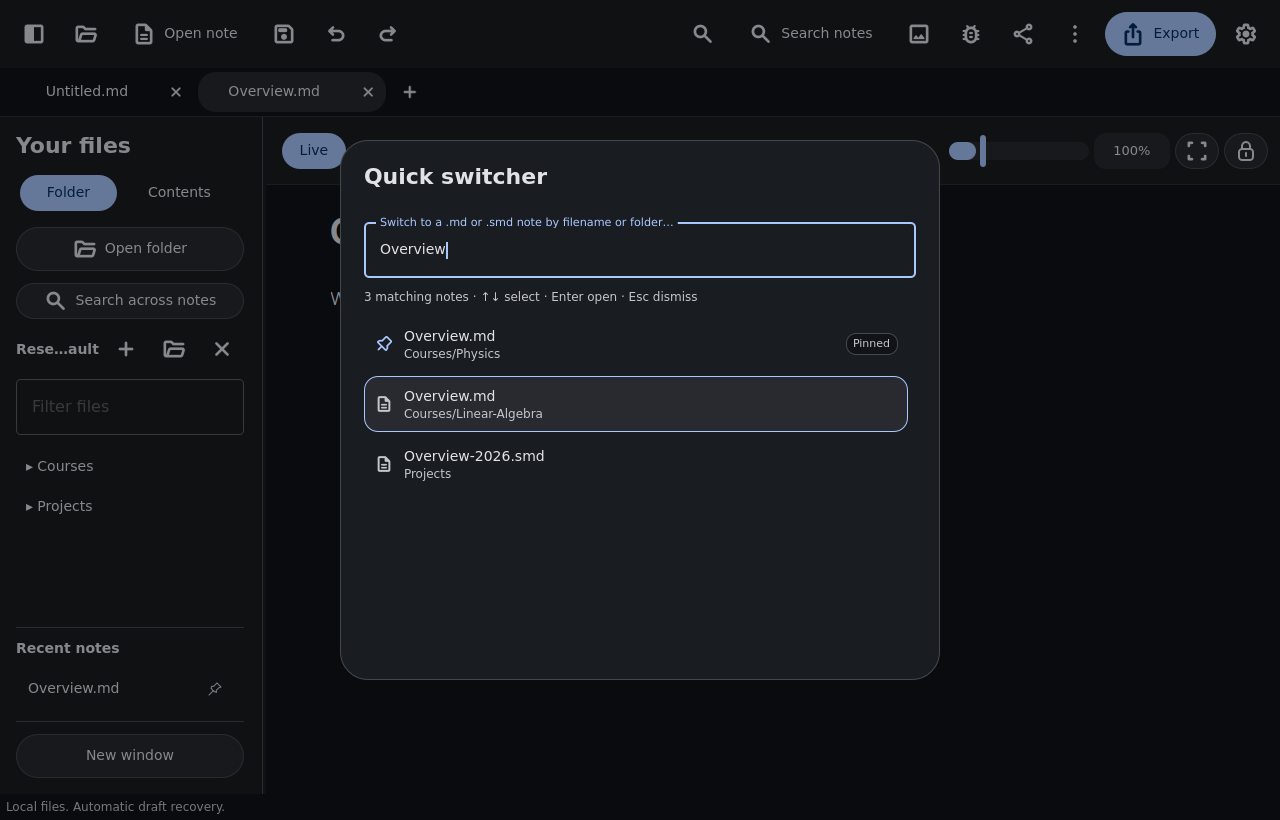 Open note
Search notes
Export
Untitled.md
Overview.md
Your files
Folder
Contents
Open folder
Search across notes
Rese…ault
Filter files
▸ Courses
▸ Projects
Recent notes
Overview.md
New window
Local files. Automatic draft recovery.
Live
100%
Quick switcher
Switch to a .md or .smd note by filename or folder…
Overview
3 matching notes · ↑↓ select · Enter open · Esc dismiss
Overview.md
Courses/Physics
Pinned
Overview.md
Courses/Linear-Algebra
Overview-2026.smd
Projects